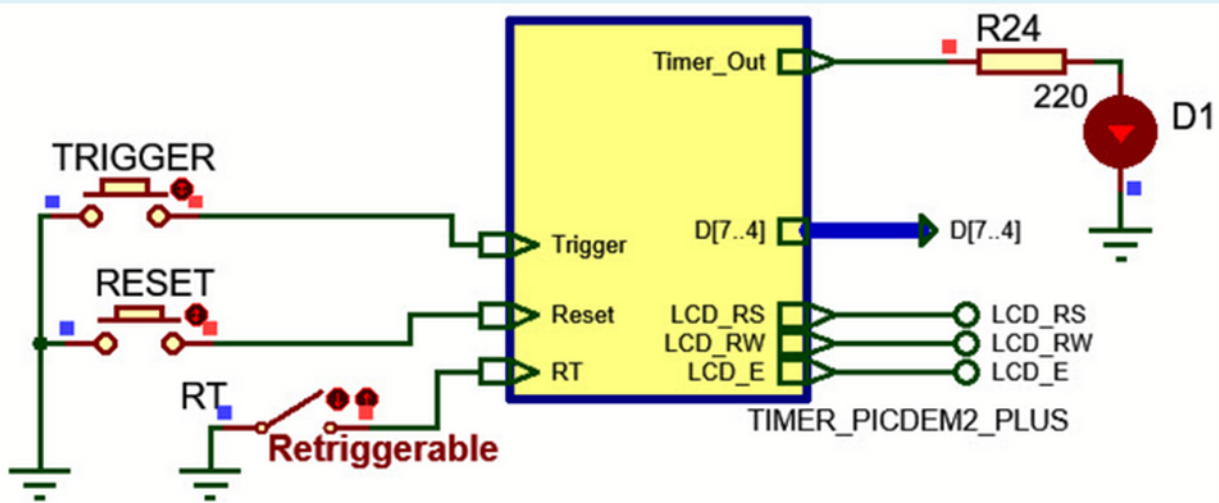 R24
Timer_Out
220
D1
TRIGGER
Trigger
D[7..4]
D[7..4]
RESET
Reset
LCD_RS
LCD_RS
LCD_RW
LCD_RW
RT
LCD_E
LCD_E
RT
TIMER_PICDEM2_PLUS
Retriggerable